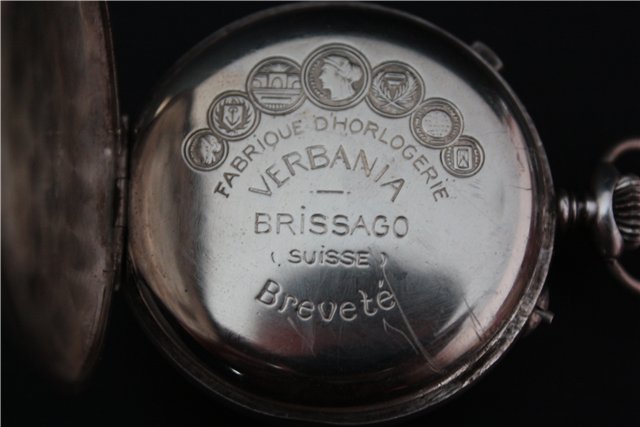 FABRIQUE D'HORLOGERIE
VERBANIA
—
BRISSAGO
(SUISSE)
Breveté